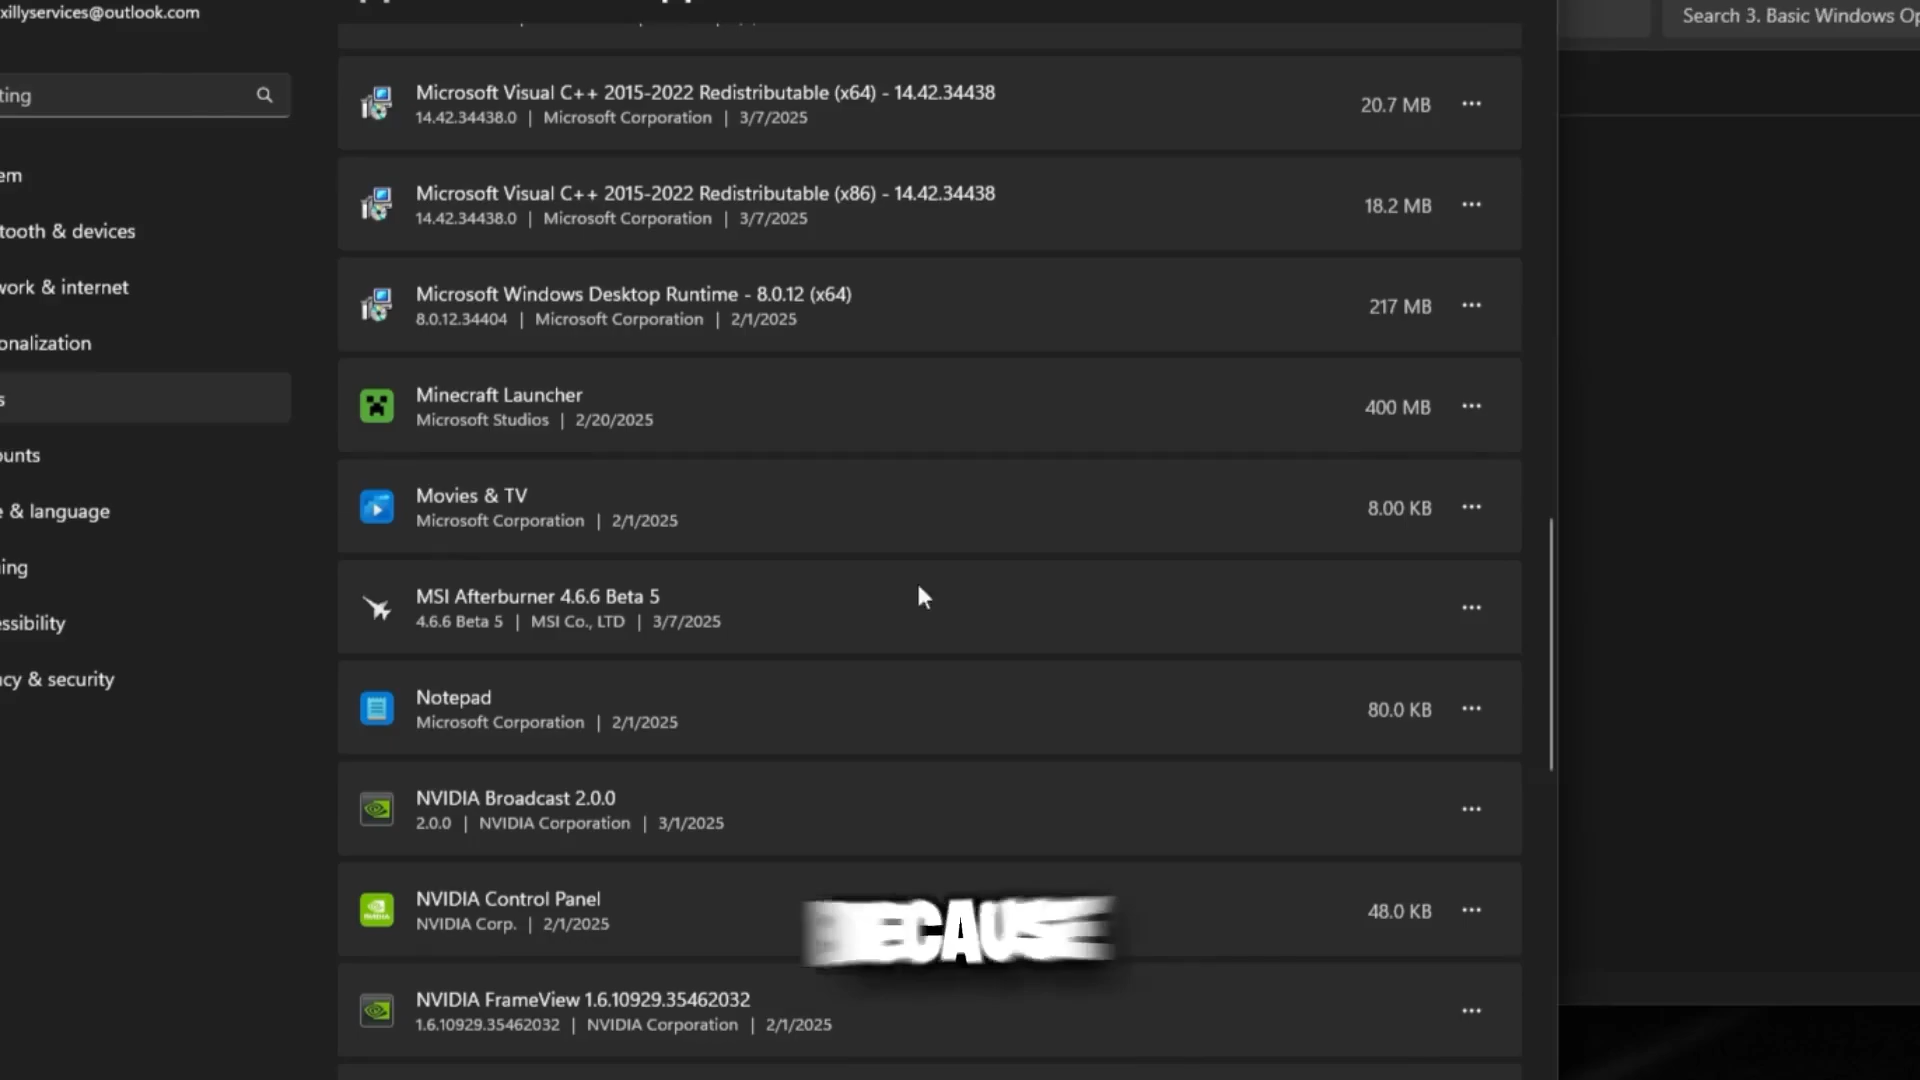 xillyservices@outlook.com
Search 3. Basic Windows Op
ting
Microsoft Visual C++ 2015-2022 Redistributable (x64) - 14.42.34438
14.42.34438.0 | Microsoft Corporation | 3/7/2025
20.7 MB
em
Microsoft Visual C++ 2015-2022 Redistributable (x86) - 14.42.34438
14.42.34438.0 | Microsoft Corporation | 3/7/2025
18.2 MB
tooth & devices
work & internet
Microsoft Windows Desktop Runtime - 8.0.12 (x64)
8.0.12.34404 | Microsoft Corporation | 2/1/2025
217 MB
onalization
s
Minecraft Launcher
Microsoft Studios | 2/20/2025
400 MB
ounts
Movies & TV
Microsoft Corporation | 2/1/2025
8.00 KB
e & language
ing
MSI Afterburner 4.6.6 Beta 5
4.6.6 Beta 5 | MSI Co., LTD | 3/7/2025
essibility
acy & security
Notepad
Microsoft Corporation | 2/1/2025
80.0 KB
NVIDIA Broadcast 2.0.0
2.0.0 | NVIDIA Corporation | 3/1/2025
NVIDIA Control Panel
NVIDIA Corp. | 2/1/2025
48.0 KB
BECAUSE
NVIDIA FrameView 1.6.10929.35462032
1.6.10929.35462032 | NVIDIA Corporation | 2/1/2025